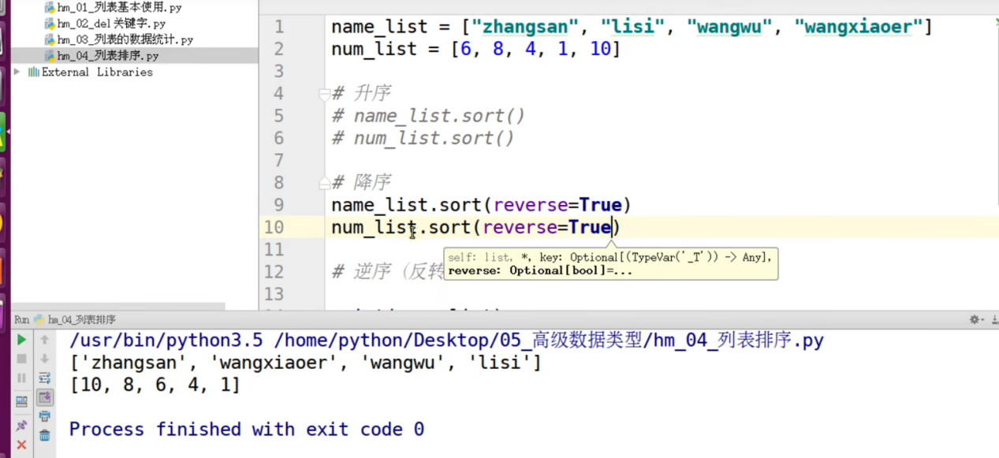 hm_01_列表基本使用.py
hm_02_del关键字.py
hm_03_列表的数据统计.py
hm_04_列表排序.py
External Libraries
1 name_list = ["zhangsan", "lisi", "wangwu", "wangxiaoer"]
2 num_list = [6, 8, 4, 1, 10]
3
4 # 升序
5 # name_list.sort()
6 # num_list.sort()
7
8 # 降序
9 name_list.sort(reverse=True)
10 num_list.sort(reverse=True)
self: list, *, key: Optional[(TypeVar('_T')) -> Any],
reverse: Optional[bool]=...
11
12 # 逆序（反转
13
Run hm_04_列表排序
/usr/bin/python3.5 /home/python/Desktop/05_高级数据类型/hm_04_列表排序.py
['zhangsan', 'wangxiaoer', 'wangwu', 'lisi']
[10, 8, 6, 4, 1]
Process finished with exit code 0